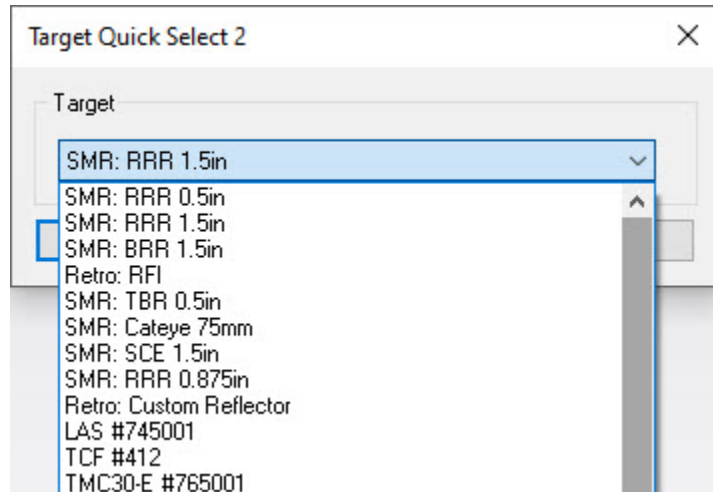 Target Quick Select 2
Target
SMR: RRR 1.5in
SMR: RRR 0.5in
SMR: RRR 1.5in
SMR: BRR 1.5in
Retro: RFI
SMR: TBR 0.5in
SMR: Cateye 75mm
SMR: SCE 1.5in
SMR: RRR 0.875in
Retro: Custom Reflector
LAS #745001
TCF #412
TMC30-E #765001